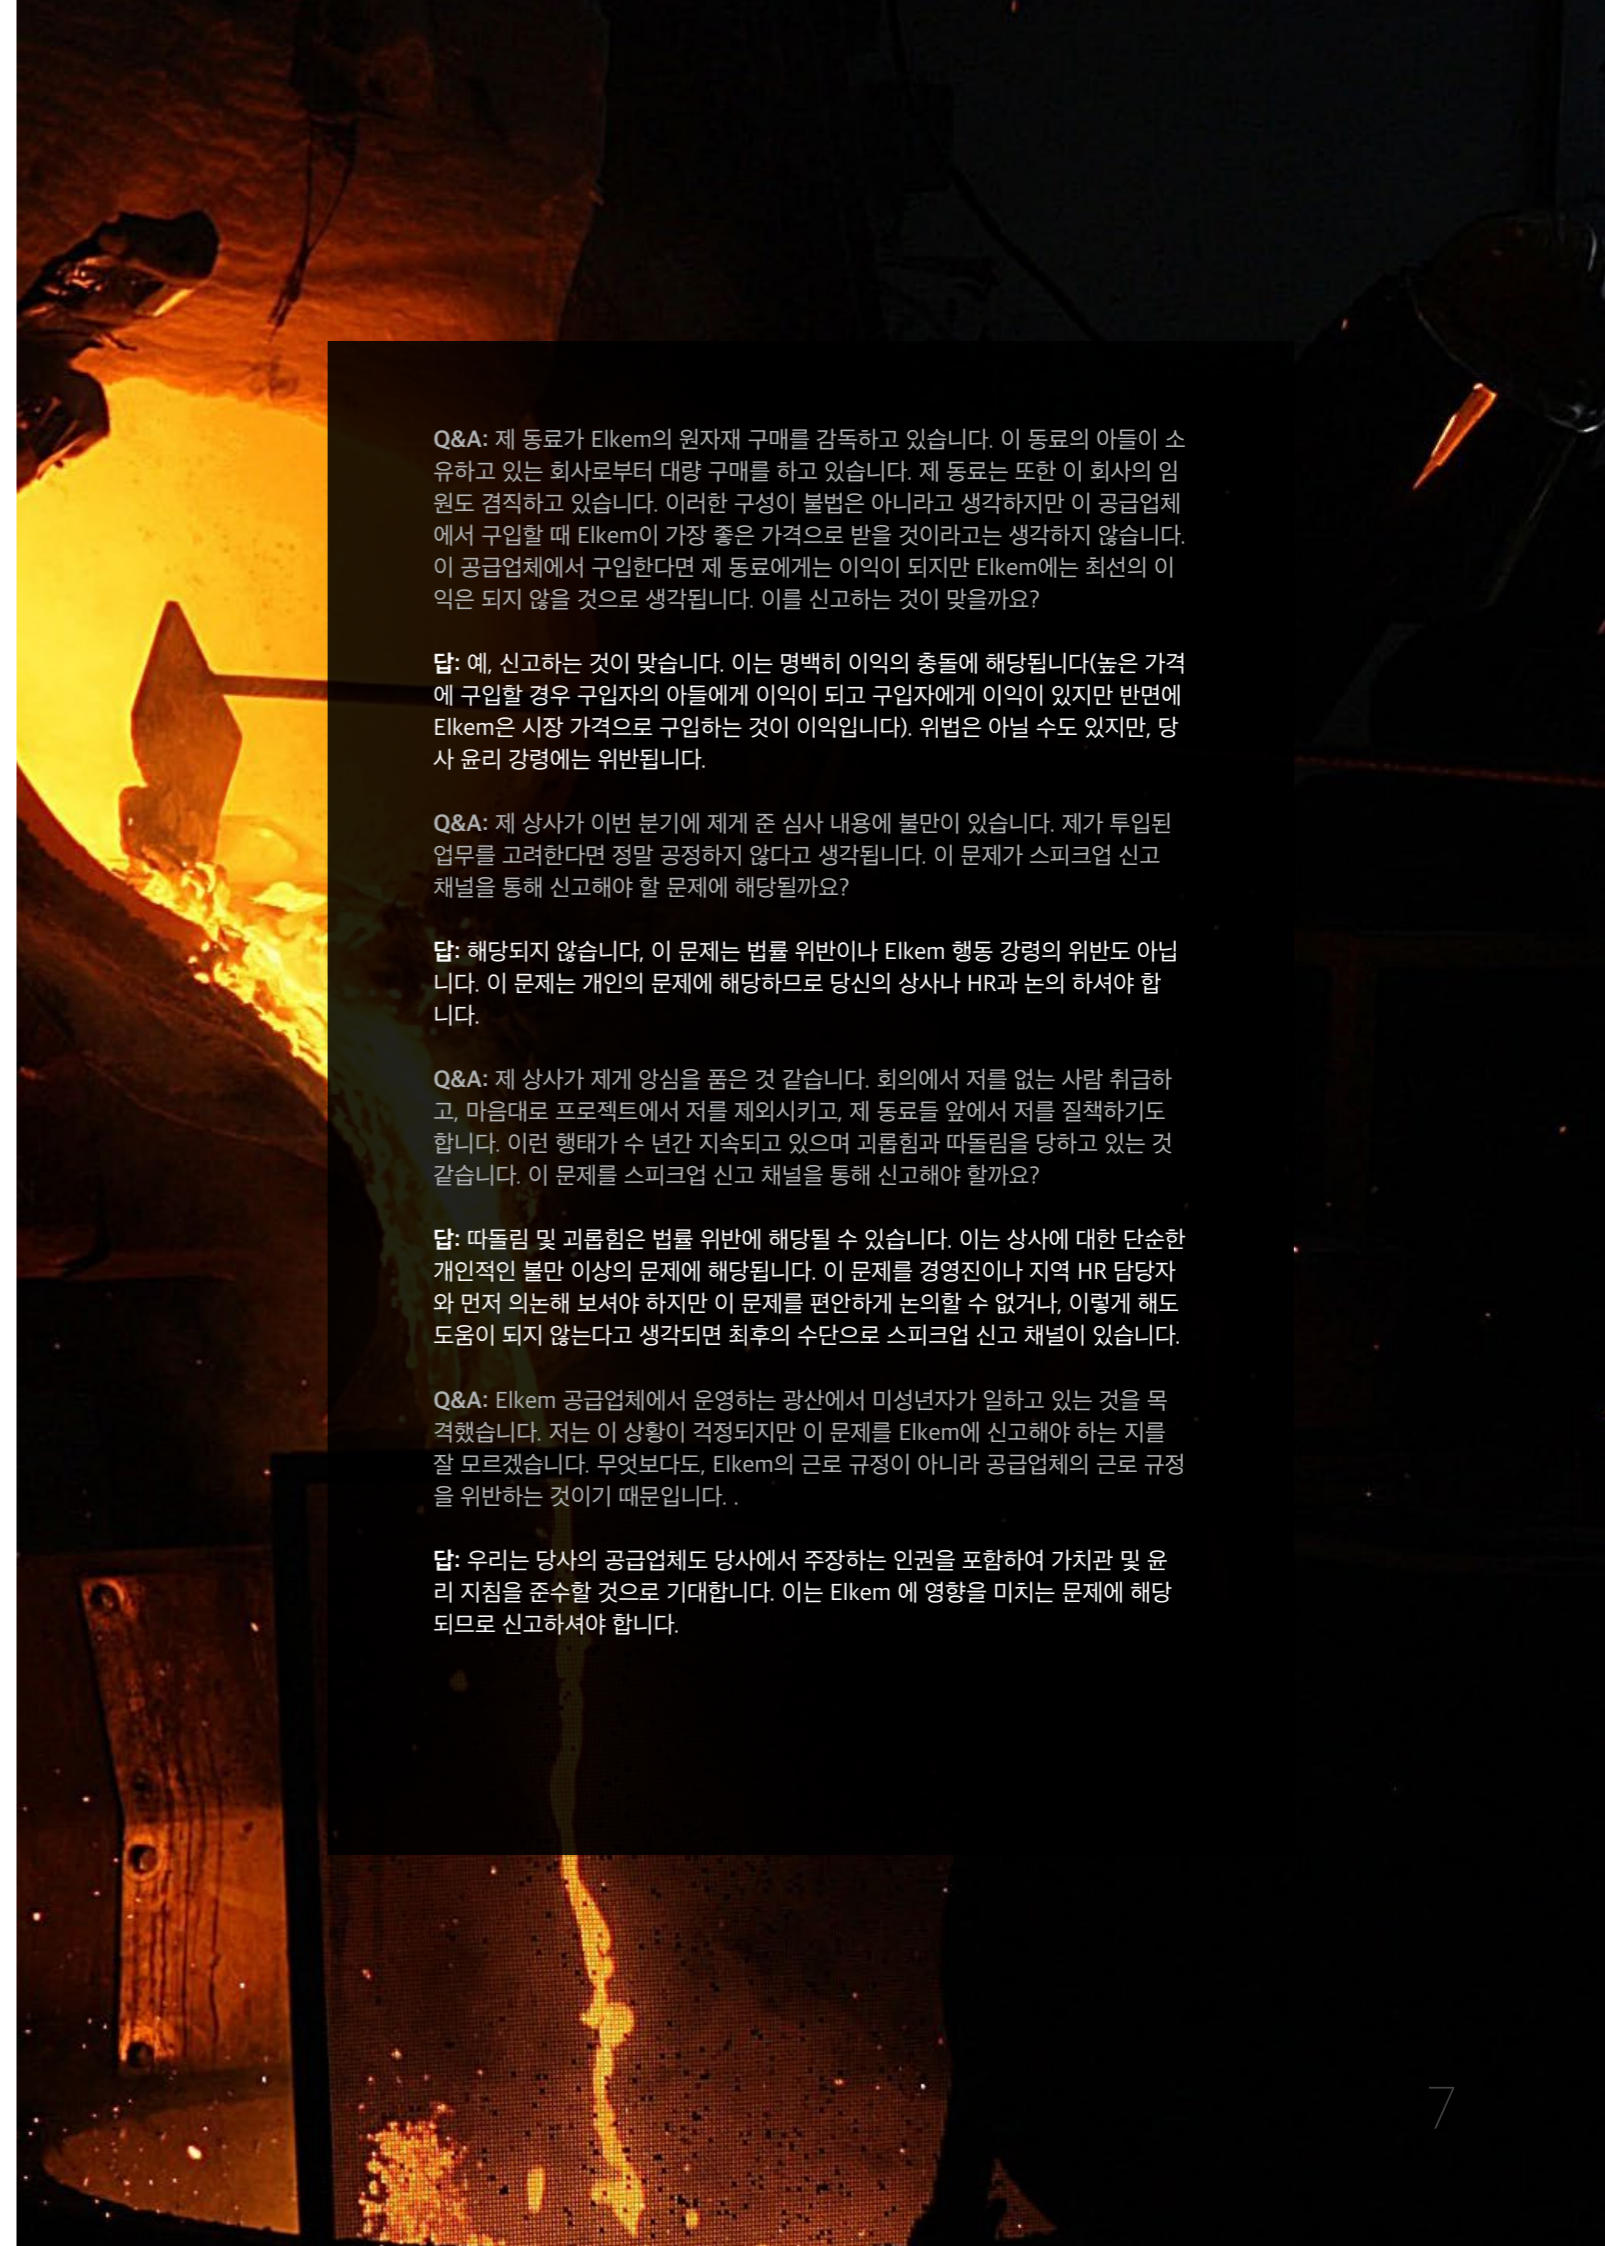 Q&A: 제 동료가 Elkem의 원자재 구매를 감독하고 있습니다. 이 동료의 아들이 소
유하고 있는 회사로부터 대량 구매를 하고 있습니다. 제 동료는 또한 이 회사의 임
원도 겸직하고 있습니다. 이러한 구성이 불법은 아니라고 생각하지만 이 공급업체
에서 구입할 때 Elkem이 가장 좋은 가격으로 받을 것이라고는 생각하지 않습니다.
이 공급업체에서 구입한다면 제 동료에게는 이익이 되지만 Elkem에는 최선의 이
익은 되지 않을 것으로 생각됩니다. 이를 신고하는 것이 맞을까요?
답: 예, 신고하는 것이 맞습니다. 이는 명백히 이익의 충돌에 해당됩니다(높은 가격
에 구입할 경우 구입자의 아들에게 이익이 되고 구입자에게 이익이 있지만 반면에
Elkem은 시장 가격으로 구입하는 것이 이익입니다). 위법은 아닐 수도 있지만, 당
사 윤리 강령에는 위반됩니다.
Q&A: 제 상사가 이번 분기에 제게 준 심사 내용에 불만이 있습니다. 제가 투입된
업무를 고려한다면 정말 공정하지 않다고 생각됩니다. 이 문제가 스피크업 신고
채널을 통해 신고해야 할 문제에 해당될까요?
답: 해당되지 않습니다, 이 문제는 법률 위반이나 Elkem 행동 강령의 위반도 아닙
니다. 이 문제는 개인의 문제에 해당하므로 당신의 상사나 HR과 논의 하셔야 합
니다.
Q&A: 제 상사가 제게 앙심을 품은 것 같습니다. 회의에서 저를 없는 사람 취급하
고, 마음대로 프로젝트에서 저를 제외시키고, 제 동료들 앞에서 저를 질책하기도
합니다. 이런 행태가 수 년간 지속되고 있으며 괴롭힘과 따돌림을 당하고 있는 것
같습니다. 이 문제를 스피크업 신고 채널을 통해 신고해야 할까요?
답: 따돌림 및 괴롭힘은 법률 위반에 해당될 수 있습니다. 이는 상사에 대한 단순한
개인적인 불만 이상의 문제에 해당됩니다. 이 문제를 경영진이나 지역 HR 담당자
와 먼저 의논해 보셔야 하지만 이 문제를 편안하게 논의할 수 없거나, 이렇게 해도
도움이 되지 않는다고 생각되면 최후의 수단으로 스피크업 신고 채널이 있습니다.
Q&A: Elkem 공급업체에서 운영하는 광산에서 미성년자가 일하고 있는 것을 목
격했습니다. 저는 이 상황이 걱정되지만 이 문제를 Elkem에 신고해야 하는 지를
잘 모르겠습니다. 무엇보다도, Elkem의 근로 규정이 아니라 공급업체의 근로 규정
을 위반하는 것이기 때문입니다. .
답: 우리는 당사의 공급업체도 당사에서 주장하는 인권을 포함하여 가치관 및 윤
리 지침을 준수할 것으로 기대합니다. 이는 Elkem 에 영향을 미치는 문제에 해당
되므로 신고하셔야 합니다.
7